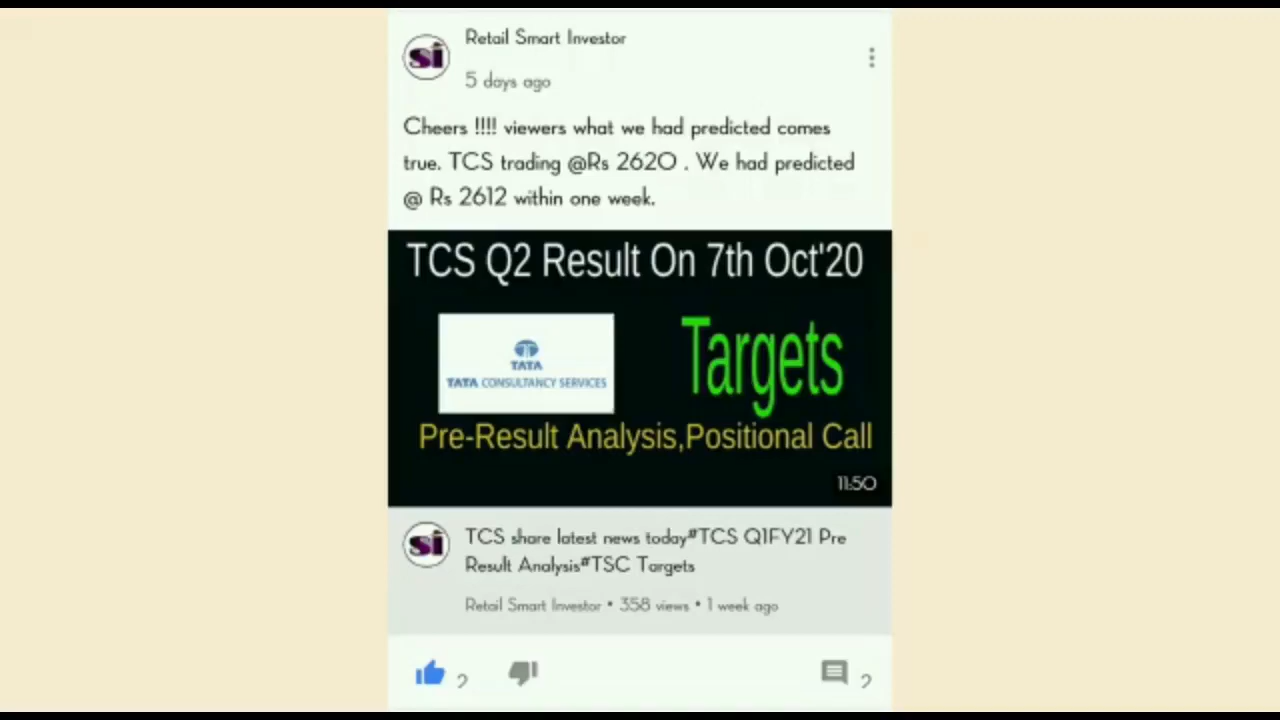 si
Retail Smart Investor
5 days ago
Cheers !!!! viewers what we had predicted comes
true. TCS trading @Rs 2620 . We had predicted
@ Rs 2612 within one week.
TCS Q2 Result On 7th Oct'20
TATA
TATA CONSULTANCY SERVICES
Targets
Pre-Result Analysis,Positional Call
11:50
si
TCS share latest news today#TCS Q1FY21 Pre
Result Analysis#TSC Targets
Retail Smart Investor • 358 views • 1 week ago
2
2